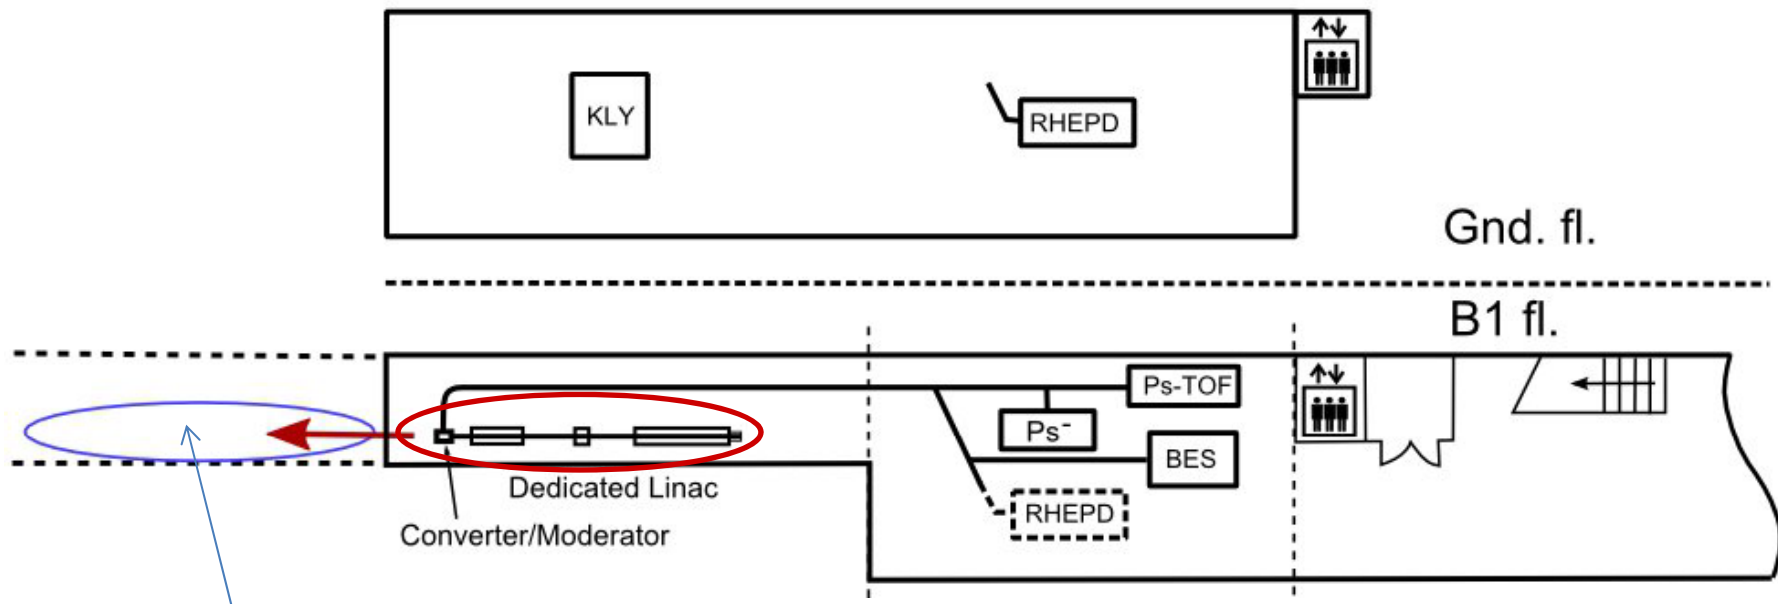 KLY
RHEPD
Gnd. fl.
B1 fl.
Ps-TOF
Ps⁻
BES
Dedicated Linac
RHEPD
Converter/Moderator